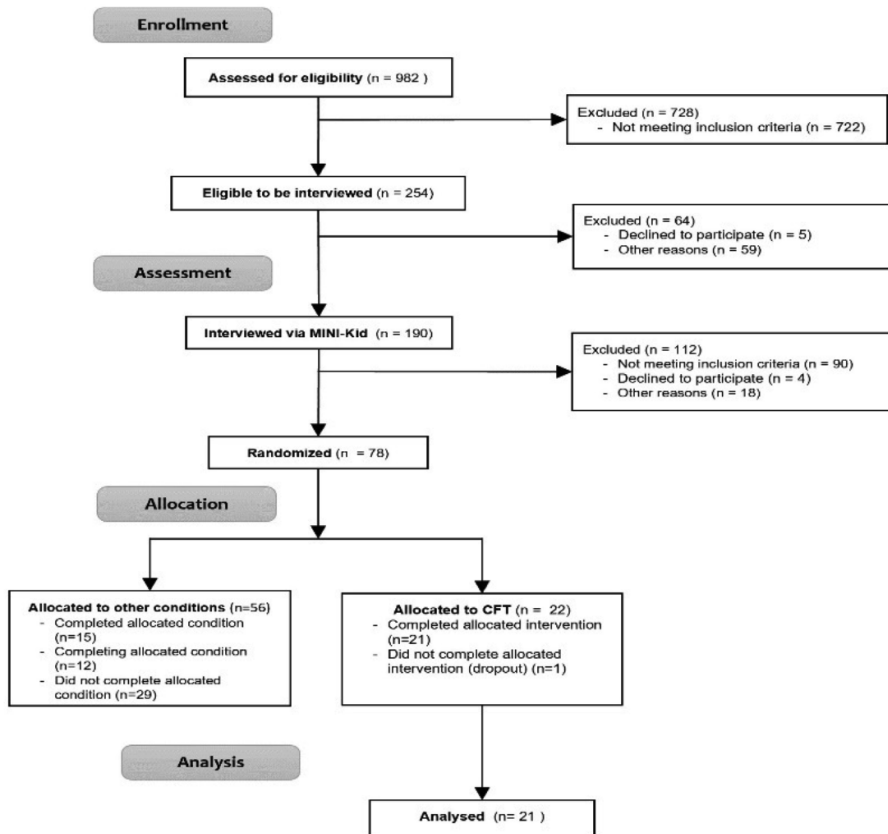 Enrollment
Assessed for eligibility (n = 982 )
Excluded (n = 728)
- Not meeting inclusion criteria (n = 722)
Eligible to be interviewed (n = 254)
Excluded (n = 64)
- Declined to participate (n = 5)
- Other reasons (n = 59)
Assessment
Interviewed via MINI-Kid (n = 190)
Excluded (n = 112)
- Not meeting inclusion criteria (n = 90)
- Declined to participate (n = 4)
- Other reasons (n = 18)
Randomized (n = 78)
Allocation
Allocated to other conditions (n=56)
- Completed allocated condition
(n=15)
- Completing allocated condition
(n=12)
- Did not complete allocated
condition (n=29)
Allocated to CFT (n = 22)
- Completed allocated intervention
(n=21)
- Did not complete allocated
intervention (dropout) (n=1)
Analysis
Analysed (n= 21 )